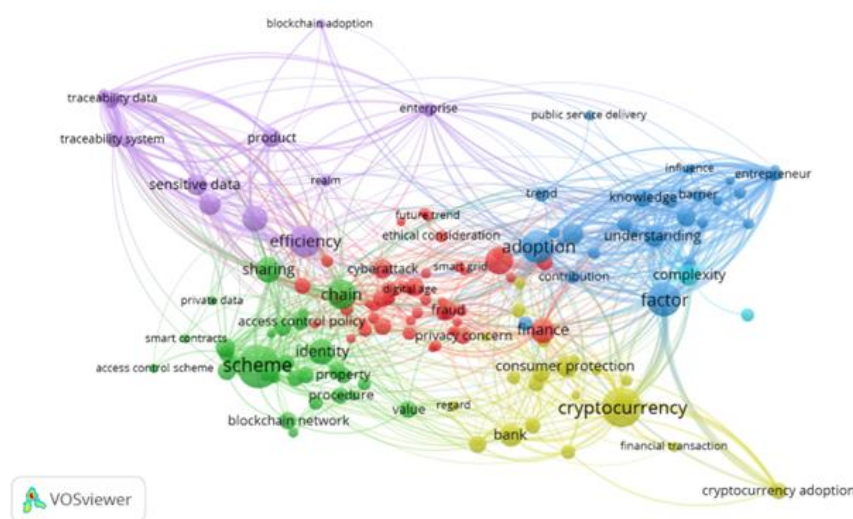 blockchain adoption
traceability data
enterprise
public service delivery
traceability system
product
influence
entrepreneur
realm
sensitive data
trend
knowledge
barrier
future trend
efficiency
ethical consideration
adoption
understanding
sharing
cyberattack
smart grid
contribution
complexity
chain
digital age
private data
fraud
factor
access control policy
smart contracts
privacy concern
finance
identity
access control scheme
scheme
property
consumer protection
procedure
value
regard
cryptocurrency
blockchain network
bank
financial transaction
cryptocurrency adoption
VOSviewer